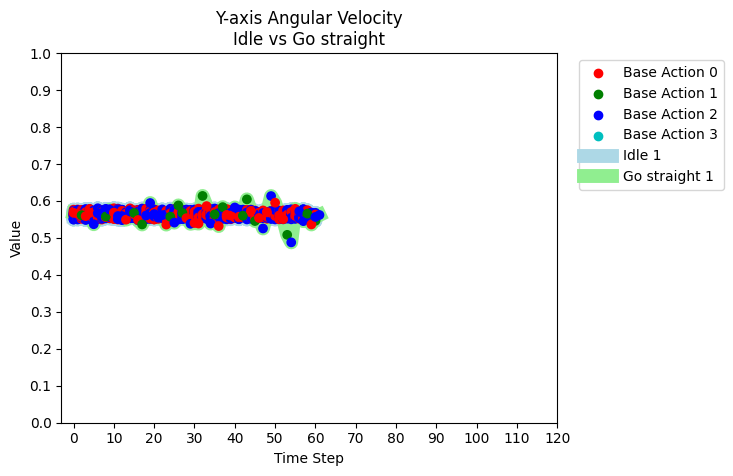 Y-axis Angular Velocity
Idle vs Go straight
1.0
0.9
0.8
0.7
0.6
0.5
0.4
0.3
0.2
0.1
0.0
Value
0 10 20 30 40 50 60 70 80 90 100 110 120
Time Step
Base Action 0
Base Action 1
Base Action 2
Base Action 3
Idle 1
Go straight 1